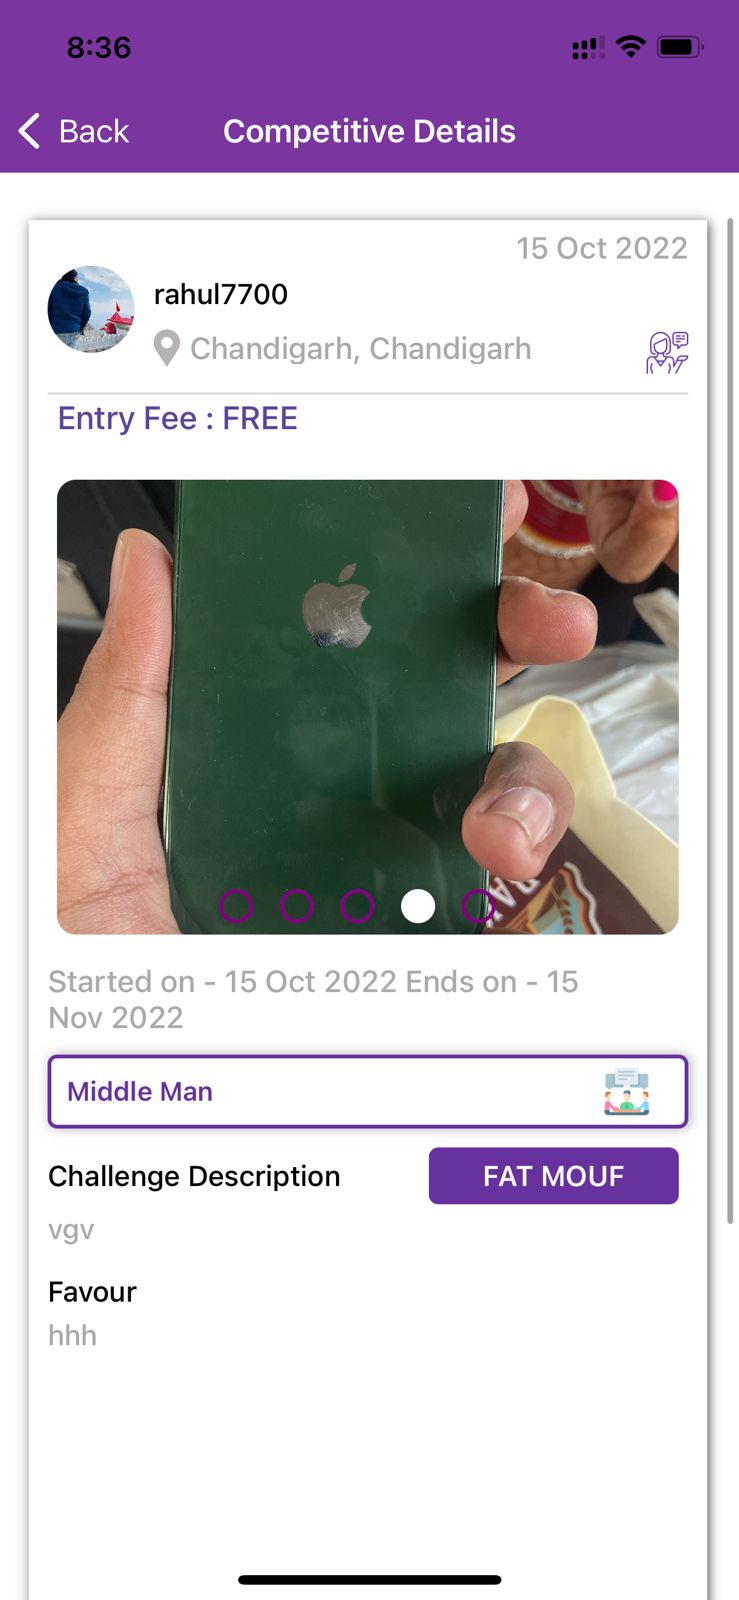 8:36
Back
Competitive Details
15 Oct 2022
rahul7700
Chandigarh, Chandigarh
Entry Fee : FREE
Started on - 15 Oct 2022 Ends on - 15
Nov 2022
Middle Man
Challenge Description
FAT MOUF
vgv
Favour
hhh